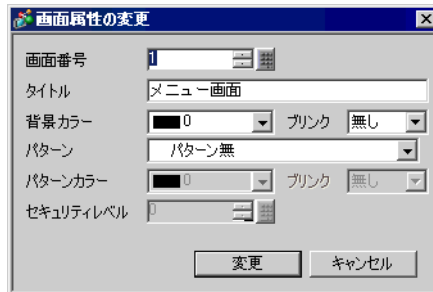 画面属性の変更
画面番号 1
タイトル メニュー画面
背景カラー 0 ブリンク 無し
パターン パターン無
パターンカラー 0 ブリンク 無し
セキュリティレベル 0
変更 キャンセル